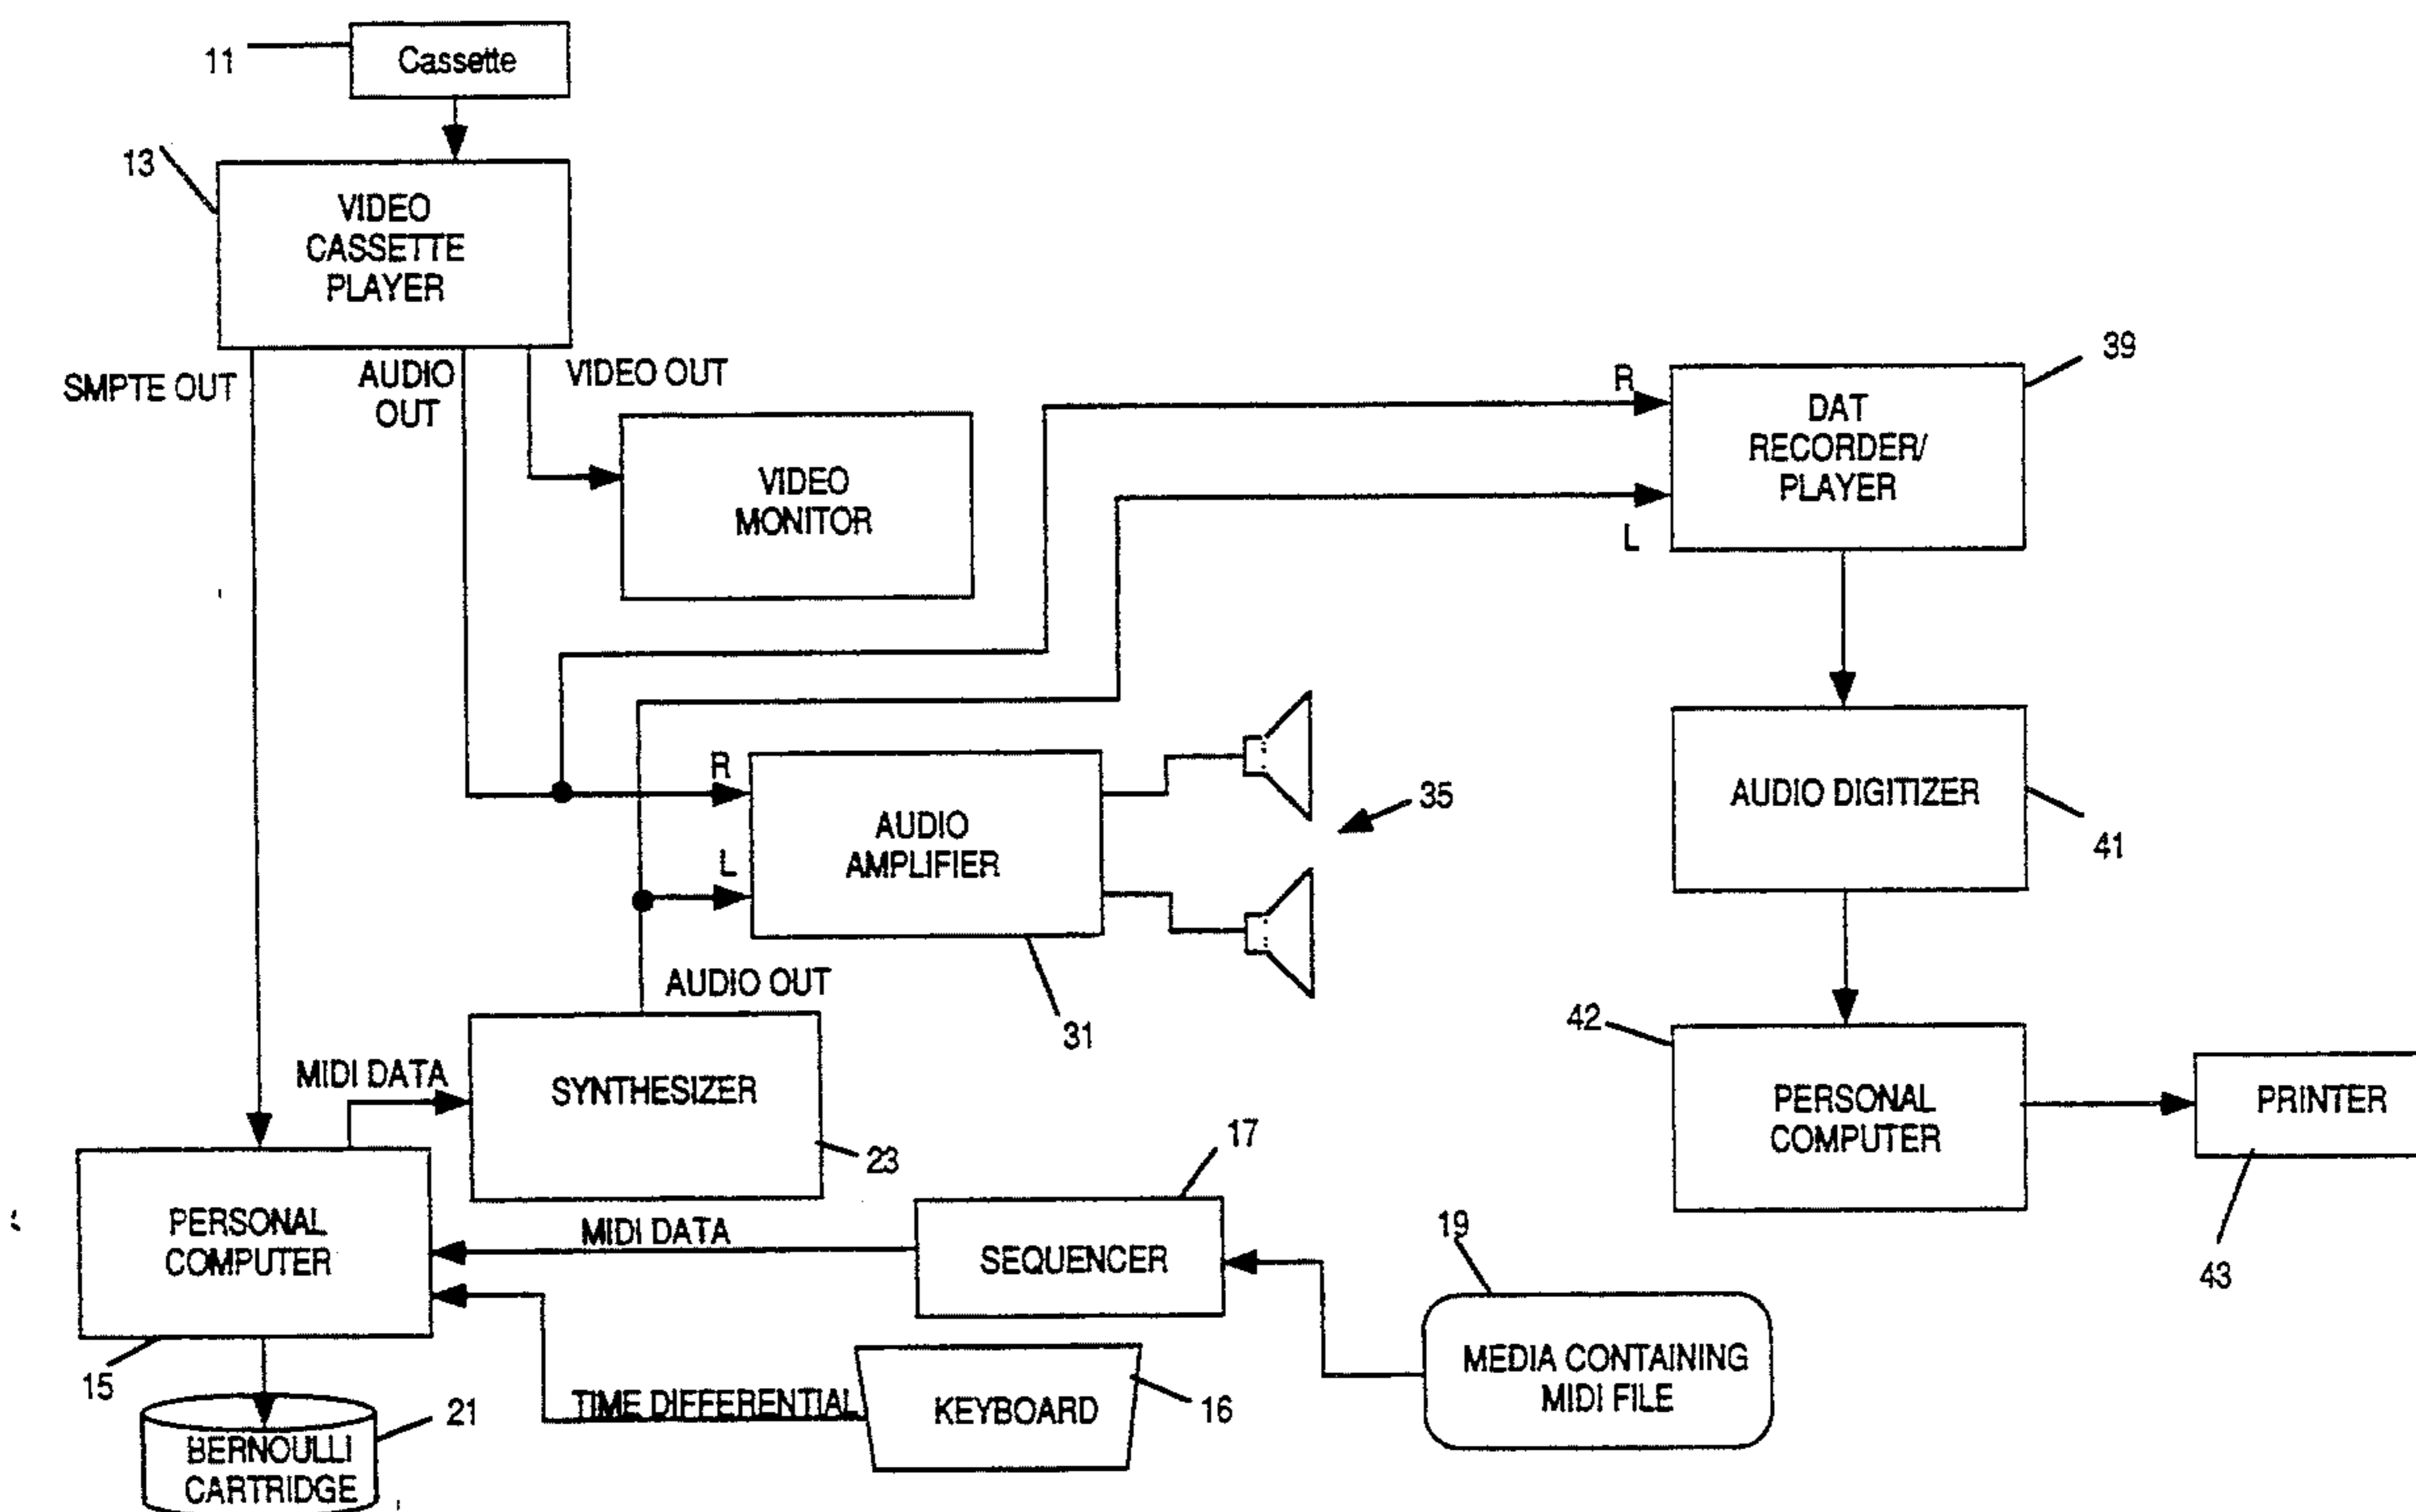 11
Cassette
13
VIDEO
CASSETTE
PLAYER
SMPTE OUT
AUDIO
OUT
VIDEO OUT
VIDEO
MONITOR
R
L
39
DAT
RECORDER/
PLAYER
R
L
AUDIO
AMPLIFIER
35
31
AUDIO DIGITIZER
41
AUDIO OUT
MIDI DATA
SYNTHESIZER
23
42
PERSONAL
COMPUTER
PRINTER
43
PERSONAL
COMPUTER
15
MIDI DATA
17
SEQUENCER
19
MEDIA CONTAINING
MIDI FILE
TIME DIFFERENTIAL
KEYBOARD
16
21
BERNOULLI
CARTRIDGE